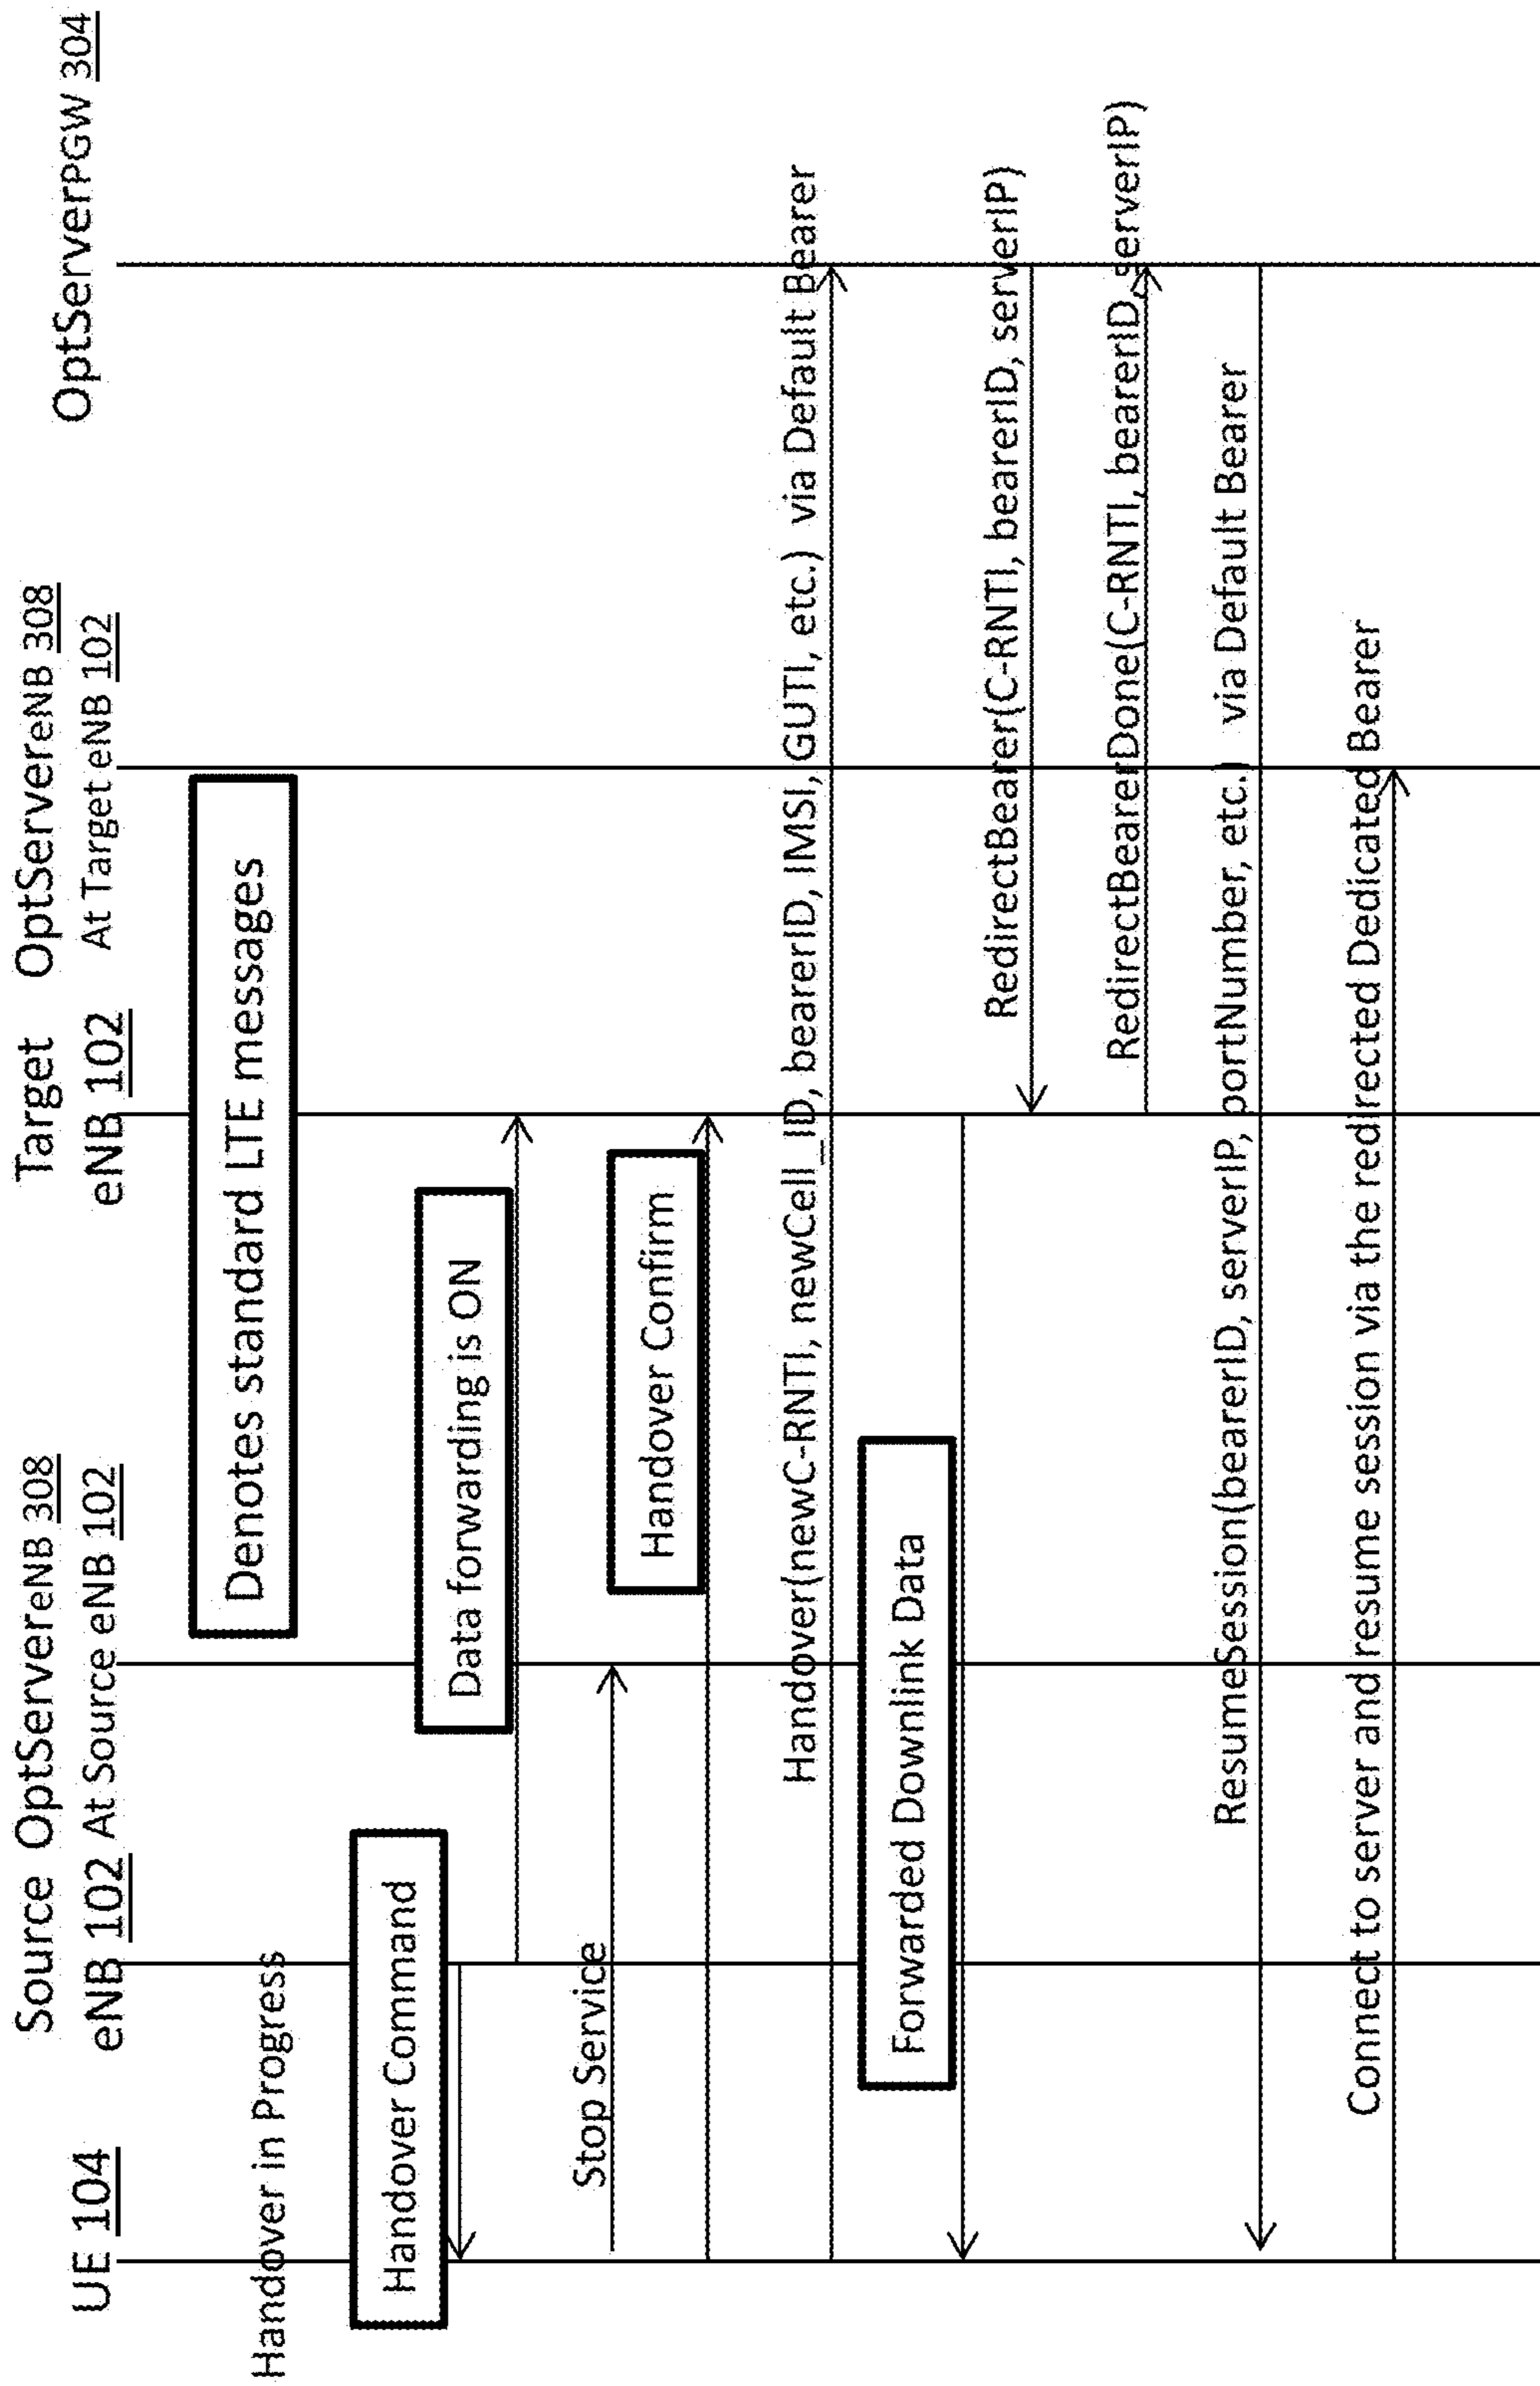 UE 104
Source
eNB 102
OptServereNB 308
At Source eNB 102
Target
eNB 102
OptServereNB 308
At Target eNB 102
OptServerPGW 304
Denotes standard LTE messages
Handover in Progress
Handover Command
Data forwarding is ON
Stop Service
Handover Confirm
Handover(newC-RNTI, newCell_ID, bearerID, IMSI, GUTI, etc.) via Default Bearer
Forwarded Downlink Data
RedirectBearer(C-RNTI, bearerID, serverIP)
RedirectBearerDone(C-RNTI, bearerID, serverIP)
ResumeSession(bearerID, serverIP, portNumber, etc.) via Default Bearer
Connect to server and resume session via the redirected Dedicated Bearer